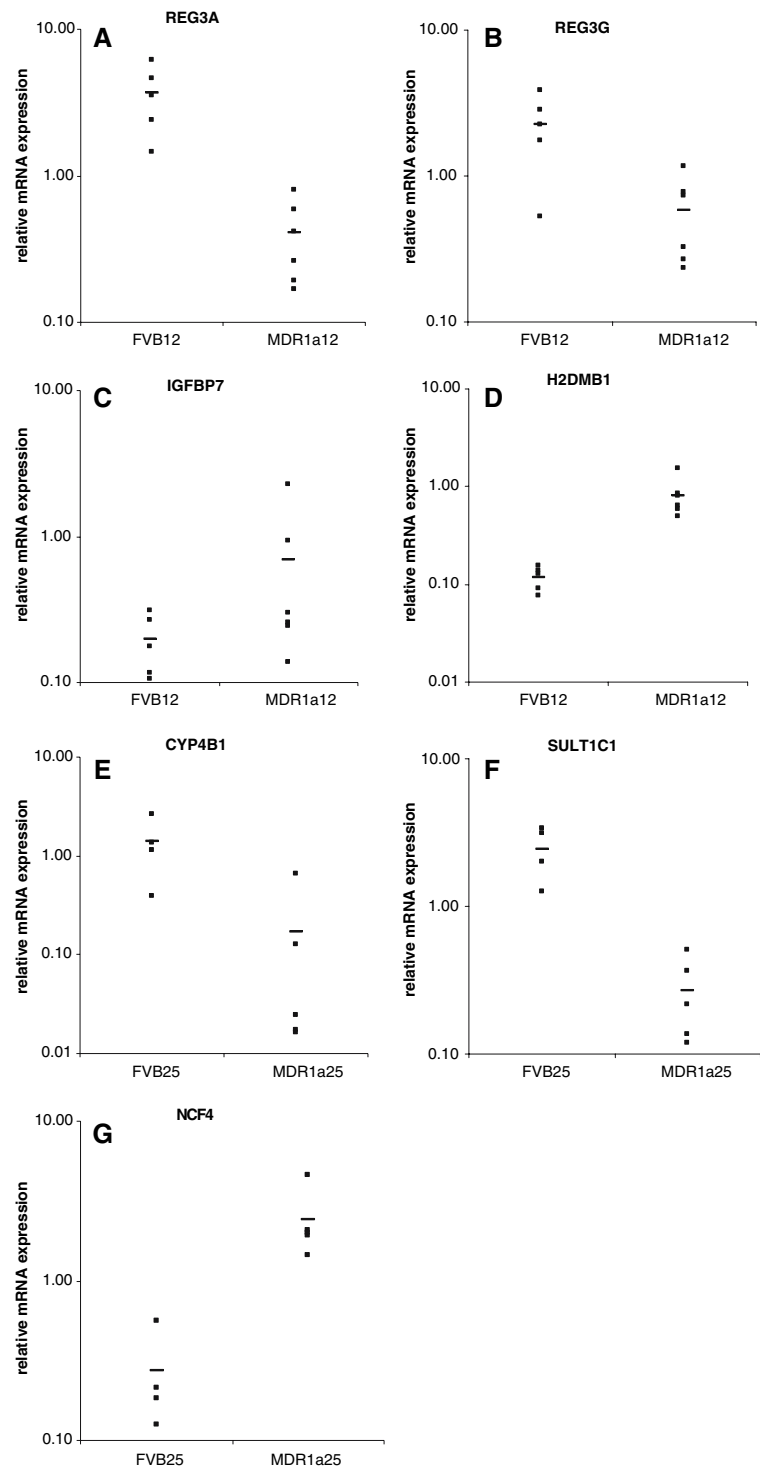 A
REG3A
relative mRNA expression
10.00
1.00
0.10
FVB12 MDR1a12
B
REG3G
relative mRNA expression
10.00
1.00
0.10
FVB12 MDR1a12
C
IGFBP7
relative mRNA expression
10.00
1.00
0.10
FVB12 MDR1a12
D
H2DMB1
relative mRNA expression
10.00
1.00
0.10
0.01
FVB12 MDR1a12
E
CYP4B1
relative mRNA expression
10.00
1.00
0.10
0.01
FVB25 MDR1a25
F
SULT1C1
relative mRNA expression
10.00
1.00
0.10
FVB25 MDR1a25
G
NCF4
relative mRNA expression
10.00
1.00
0.10
FVB25 MDR1a25